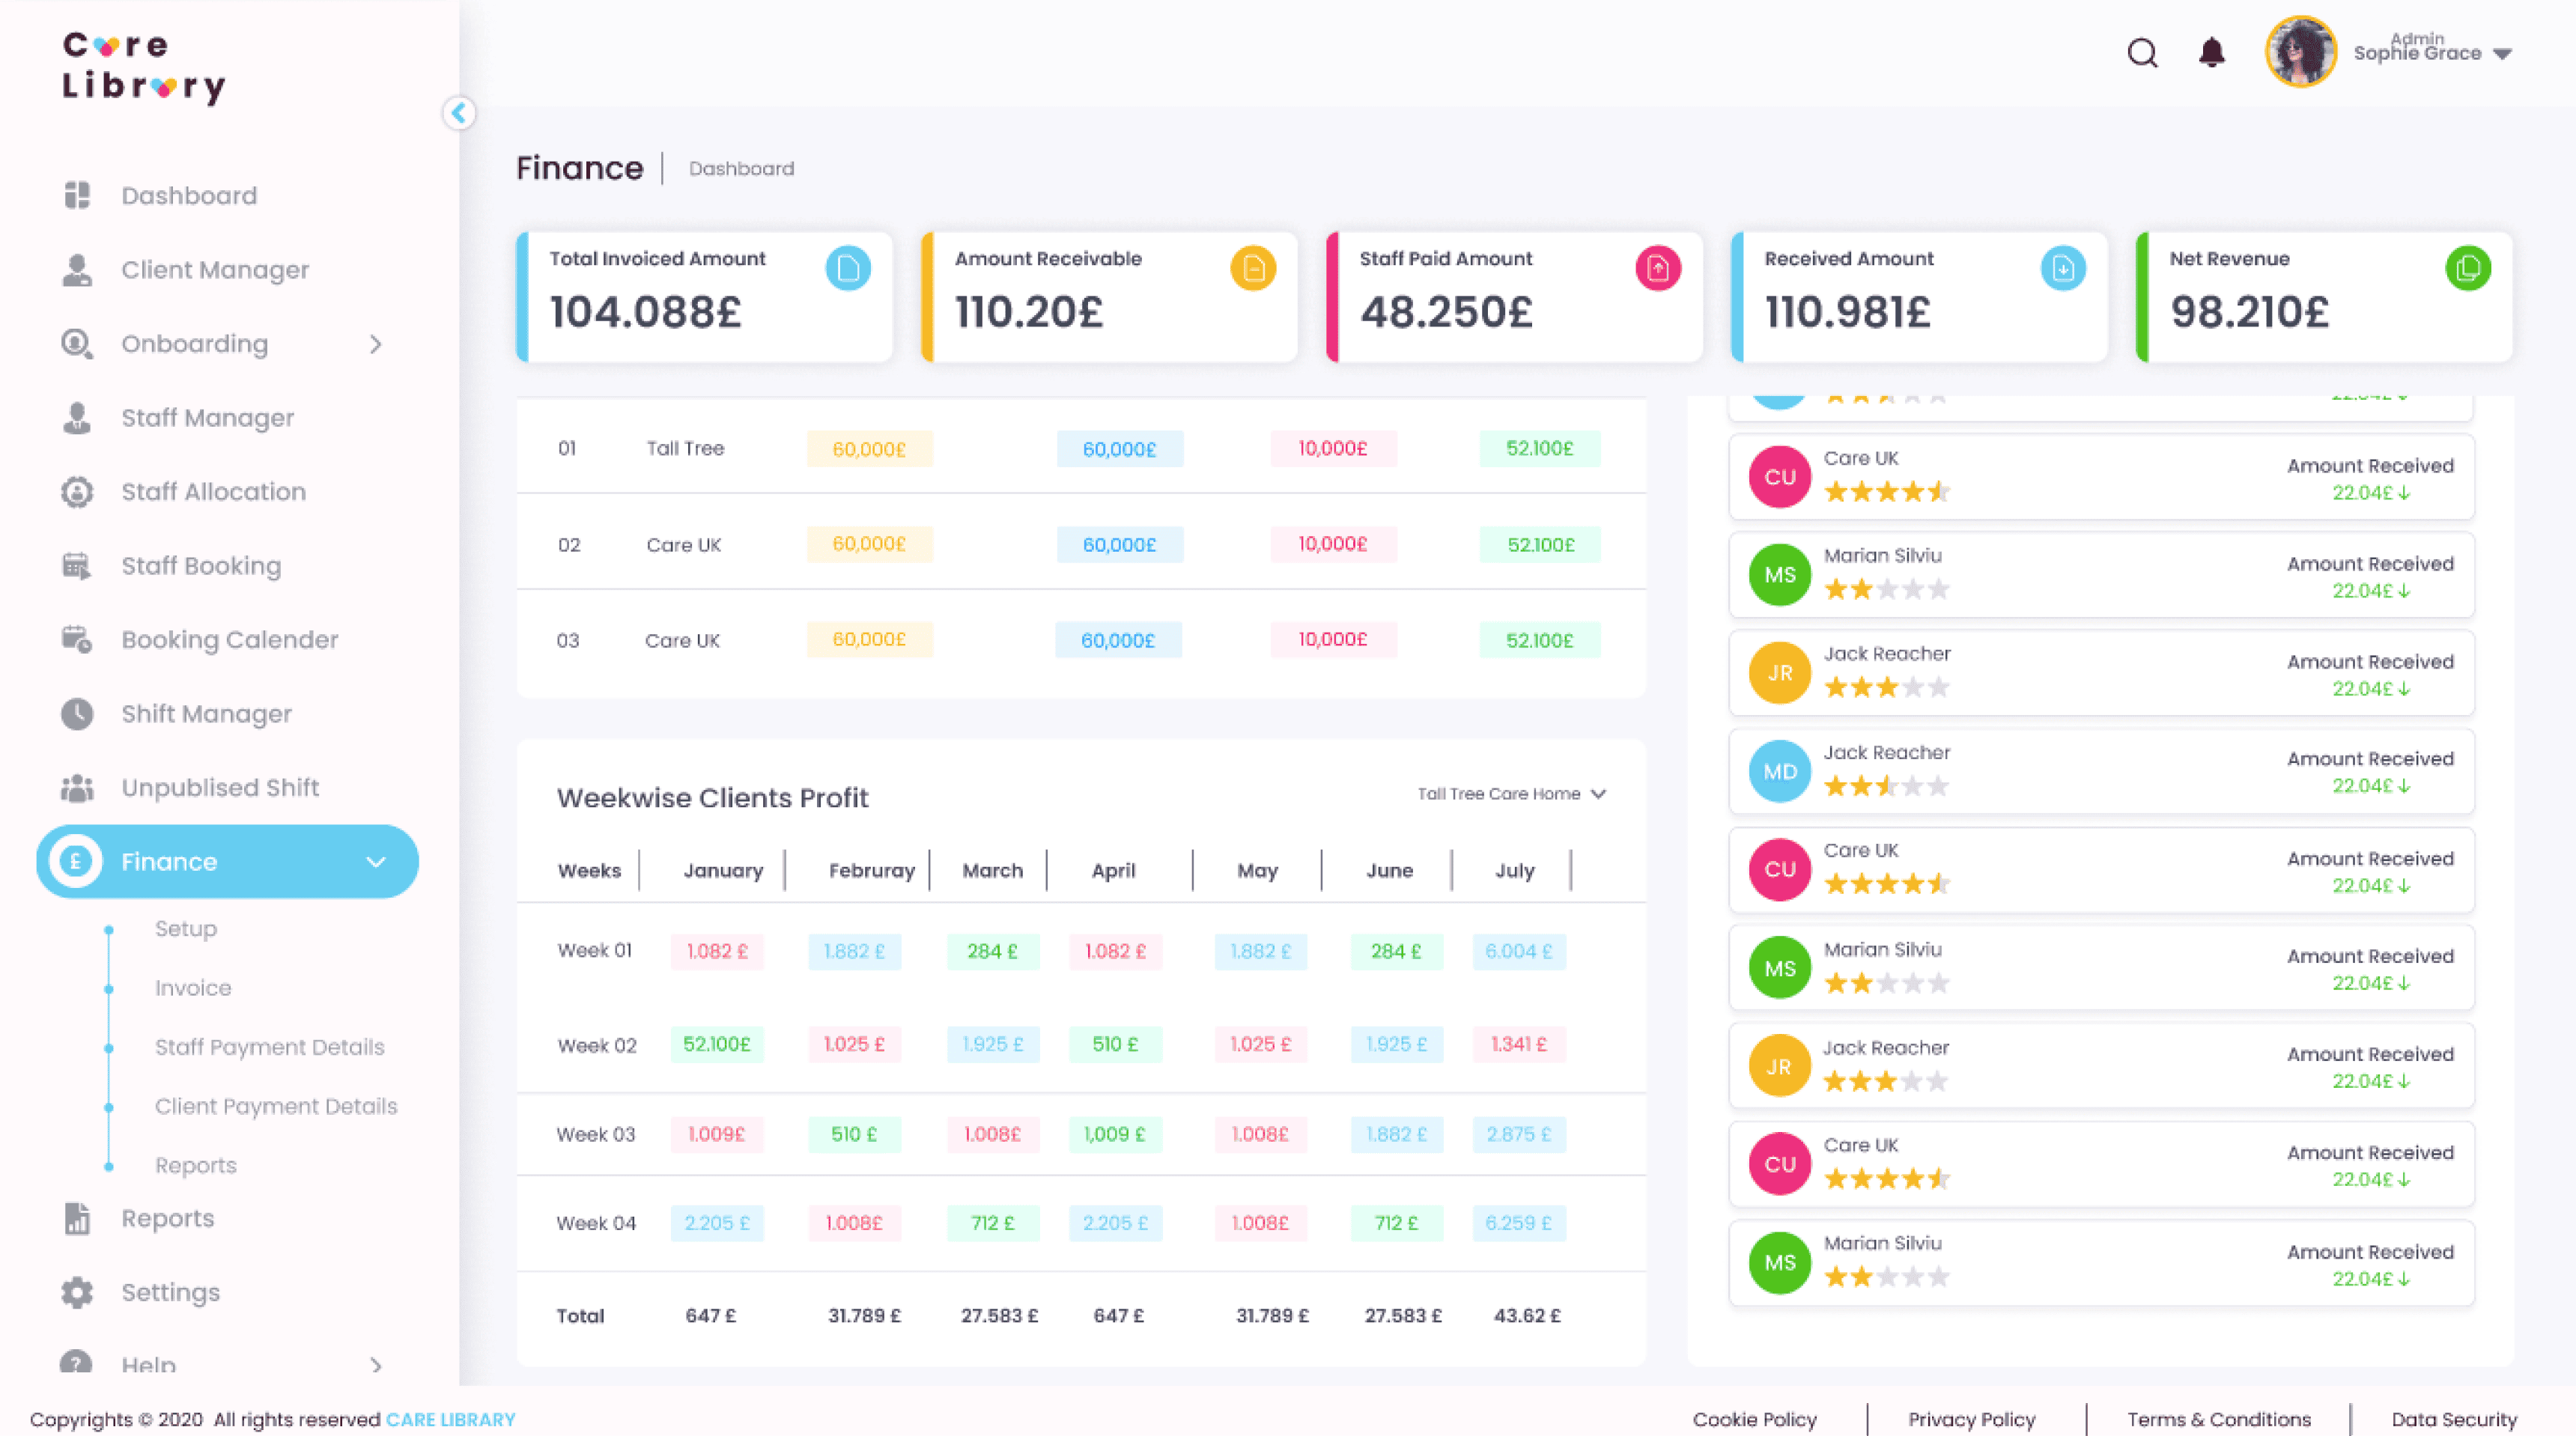 Care
Library
Admin
Sophie Grace
Dashboard
Client Manager
Onboarding
Staff Manager
Staff Allocation
Staff Booking
Booking Calender
Shift Manager
Unpublised Shift
£ Finance
Setup
Invoice
Staff Payment Details
Client Payment Details
Reports
Reports
Settings
? Help
Finance | Dashboard
Total Invoiced Amount
104.088£
Amount Receivable
110.20£
Staff Paid Amount
48.250£
Received Amount
110.981£
Net Revenue
98.210£
01 Tall Tree 60,000£ 60,000£ 10,000£ 52.100£
02 Care UK 60,000£ 60,000£ 10,000£ 52.100£
03 Care UK 60,000£ 60,000£ 10,000£ 52.100£
Weekwise Clients Profit
Tall Tree Care Home
Weeks January Februray March April May June July
Week 01 1.082 £ 1.882 £ 284 £ 1.082 £ 1.882 £ 284 £ 6.004 £
Week 02 52.100£ 1.025 £ 1.925 £ 510 £ 1.025 £ 1.925 £ 1.341 £
Week 03 1.009£ 510 £ 1.008£ 1,009 £ 1.008£ 1.882 £ 2.875 £
Week 04 2.205 £ 1.008£ 712 £ 2.205 £ 1.008£ 712 £ 6.259 £
Total 647 £ 31.789 £ 27.583 £ 647 £ 31.789 £ 27.583 £ 43.62 £
CU Care UK Amount Received
22.04£↓
MS Marian Silviu Amount Received
22.04£↓
JR Jack Reacher Amount Received
22.04£↓
MD Jack Reacher Amount Received
22.04£↓
CU Care UK Amount Received
22.04£↓
MS Marian Silviu Amount Received
22.04£↓
JR Jack Reacher Amount Received
22.04£↓
CU Care UK Amount Received
22.04£↓
MS Marian Silviu Amount Received
22.04£↓
Copyrights © 2020 All rights reserved CARE LIBRARY
Cookie Policy | Privacy Policy | Terms & Conditions | Data Security